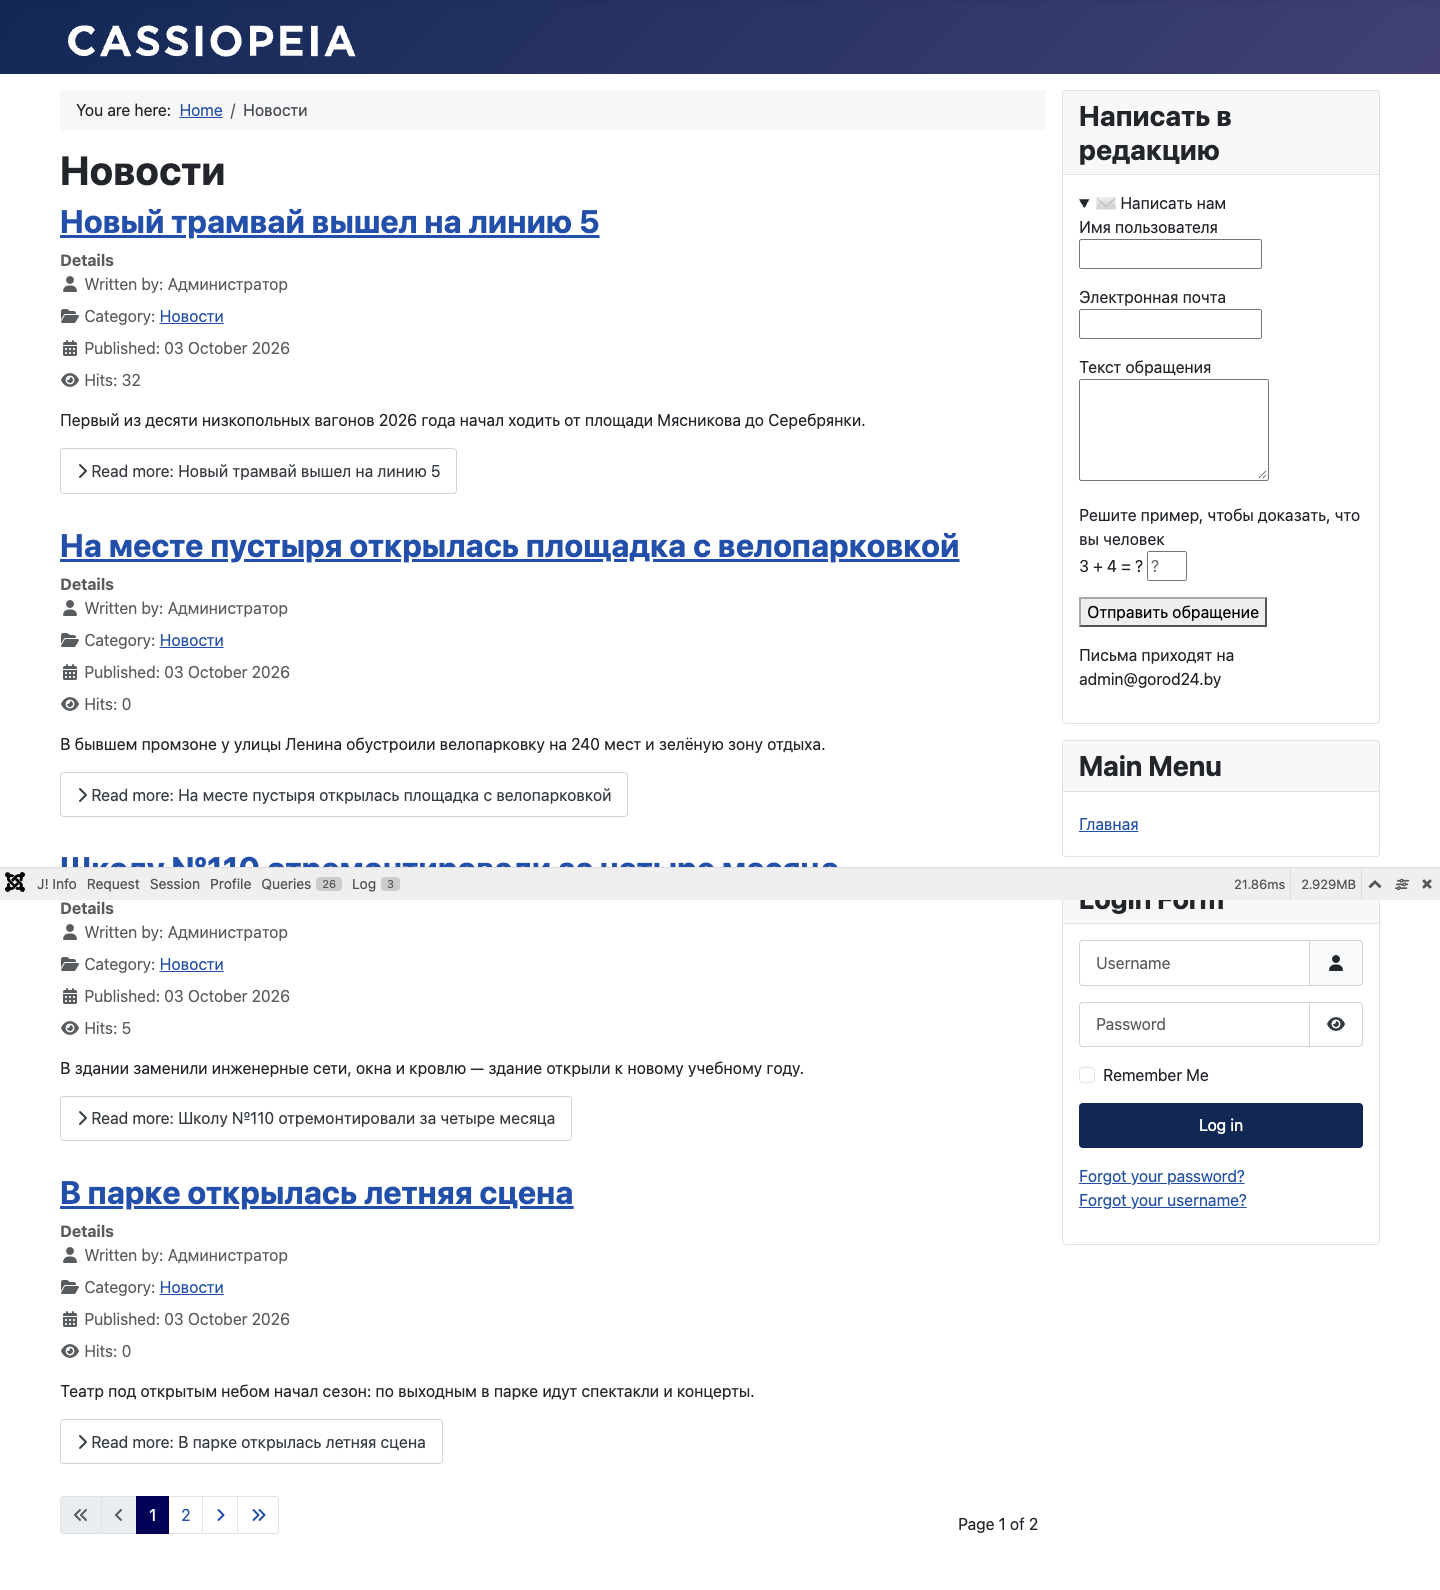 CASSIOPEIA
You are here: Home / Новости
Новости
Новый трамвай вышел на линию 5
Details
Written by: Администратор
Category: Новости
Published: 03 October 2026
Hits: 32
Первый из десяти низкопольных вагонов 2026 года начал ходить от площади Мясникова до Серебрянки.
Read more: Новый трамвай вышел на линию 5
На месте пустыря открылась площадка с велопарковкой
Details
Written by: Администратор
Category: Новости
Published: 03 October 2026
Hits: 0
В бывшем промзоне у улицы Ленина обустроили велопарковку на 240 мест и зелёную зону отдыха.
Read more: На месте пустыря открылась площадка с велопарковкой
Школу №110 отремонтировали за четыре месяца
Details
Written by: Администратор
Category: Новости
Published: 03 October 2026
Hits: 5
В здании заменили инженерные сети, окна и кровлю — здание открыли к новому учебному году.
Read more: Школу №110 отремонтировали за четыре месяца
В парке открылась летняя сцена
Details
Written by: Администратор
Category: Новости
Published: 03 October 2026
Hits: 0
Театр под открытым небом начал сезон: по выходным в парке идут спектакли и концерты.
Read more: В парке открылась летняя сцена
1 2
Page 1 of 2
Написать в
редакцию
Написать нам
Имя пользователя
Электронная почта
Текст обращения
Решите пример, чтобы доказать, что
вы человек
3 + 4 = ? ?
Отправить обращение
Письма приходят на
admin@gorod24.by
Main Menu
Главная
Login Form
Username
Password
Remember Me
Log in
Forgot your password?
Forgot your username?
J! Info Request Session Profile Queries 26 Log 3 21.86ms 2.929MB